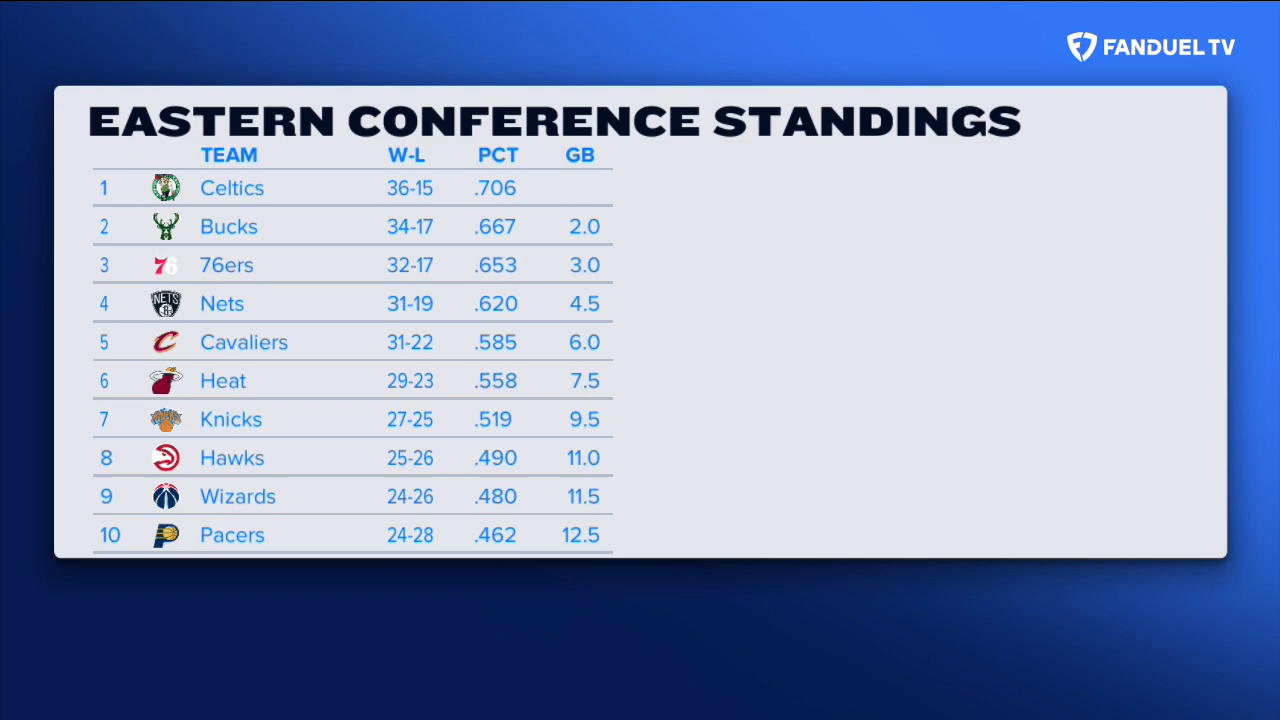 FANDUEL TV
EASTERN CONFERENCE STANDINGS
TEAM W-L PCT GB
1 Celtics 36-15 .706
2 Bucks 34-17 .667 2.0
3 76 76ers 32-17 .653 3.0
4 NETS B Nets 31-19 .620 4.5
5 C Cavaliers 31-22 .585 6.0
6 Heat 29-23 .558 7.5
7 Knicks 27-25 .519 9.5
8 Hawks 25-26 .490 11.0
9 Wizards 24-26 .480 11.5
10 P Pacers 24-28 .462 12.5